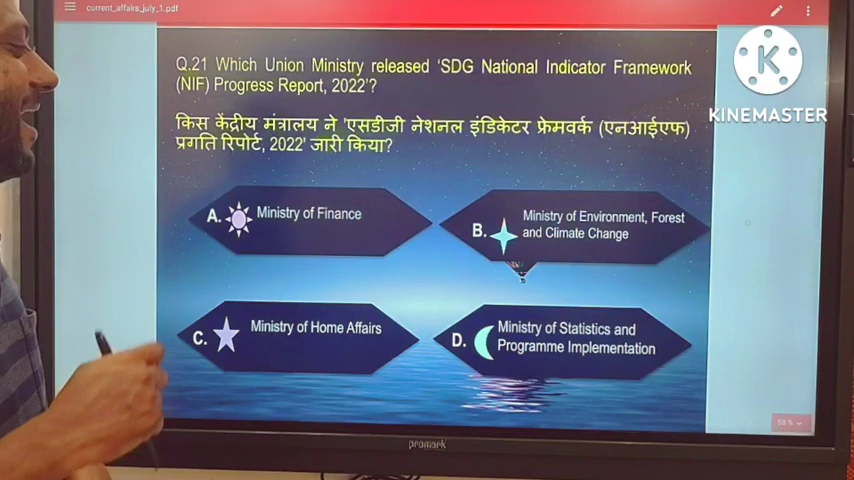 current_affairs_july_1.pdf
Q.21 Which Union Ministry released 'SDG National Indicator Framework
(NIF) Progress Report, 2022'?
किस केंद्रीय मंत्रालय ने 'एसडीजी नेशनल इंडिकेटर फ्रेमवर्क (एनआईएफ)
प्रगति रिपोर्ट, 2022' जारी किया?
A. Ministry of Finance
B. Ministry of Environment, Forest
and Climate Change
C. Ministry of Home Affairs
D. Ministry of Statistics and
Programme Implementation
58 %
promark
K
KINEMASTER